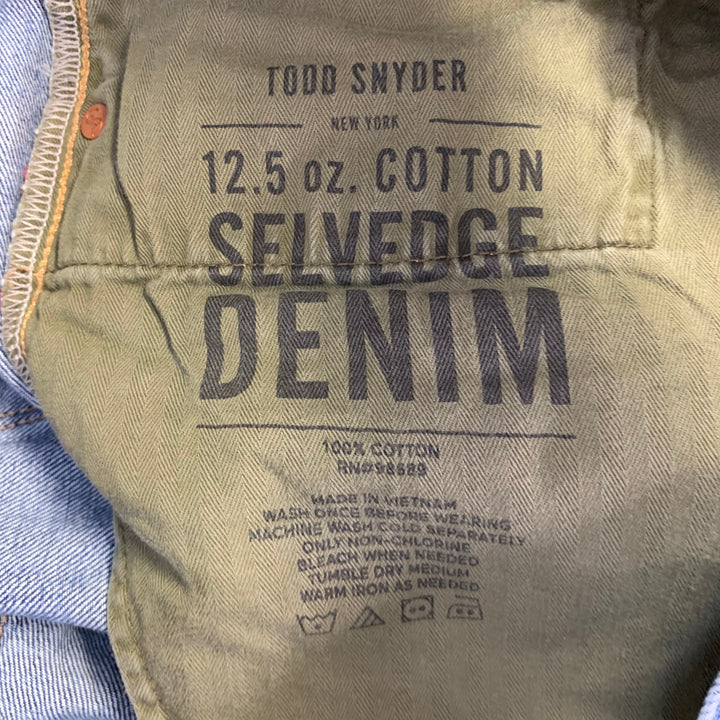 TODD SNYDER
NEW YORK
12.5 oz. COTTON
SELVEDGE
DENIM
100% COTTON
RN#98689
MADE IN VIETNAM
WASH ONCE BEFORE WEARING
MACHINE WASH COLD SEPARATELY
ONLY NON-CHLORINE
BLEACH WHEN NEEDED
TUMBLE DRY MEDIUM
WARM IRON AS NEEDED